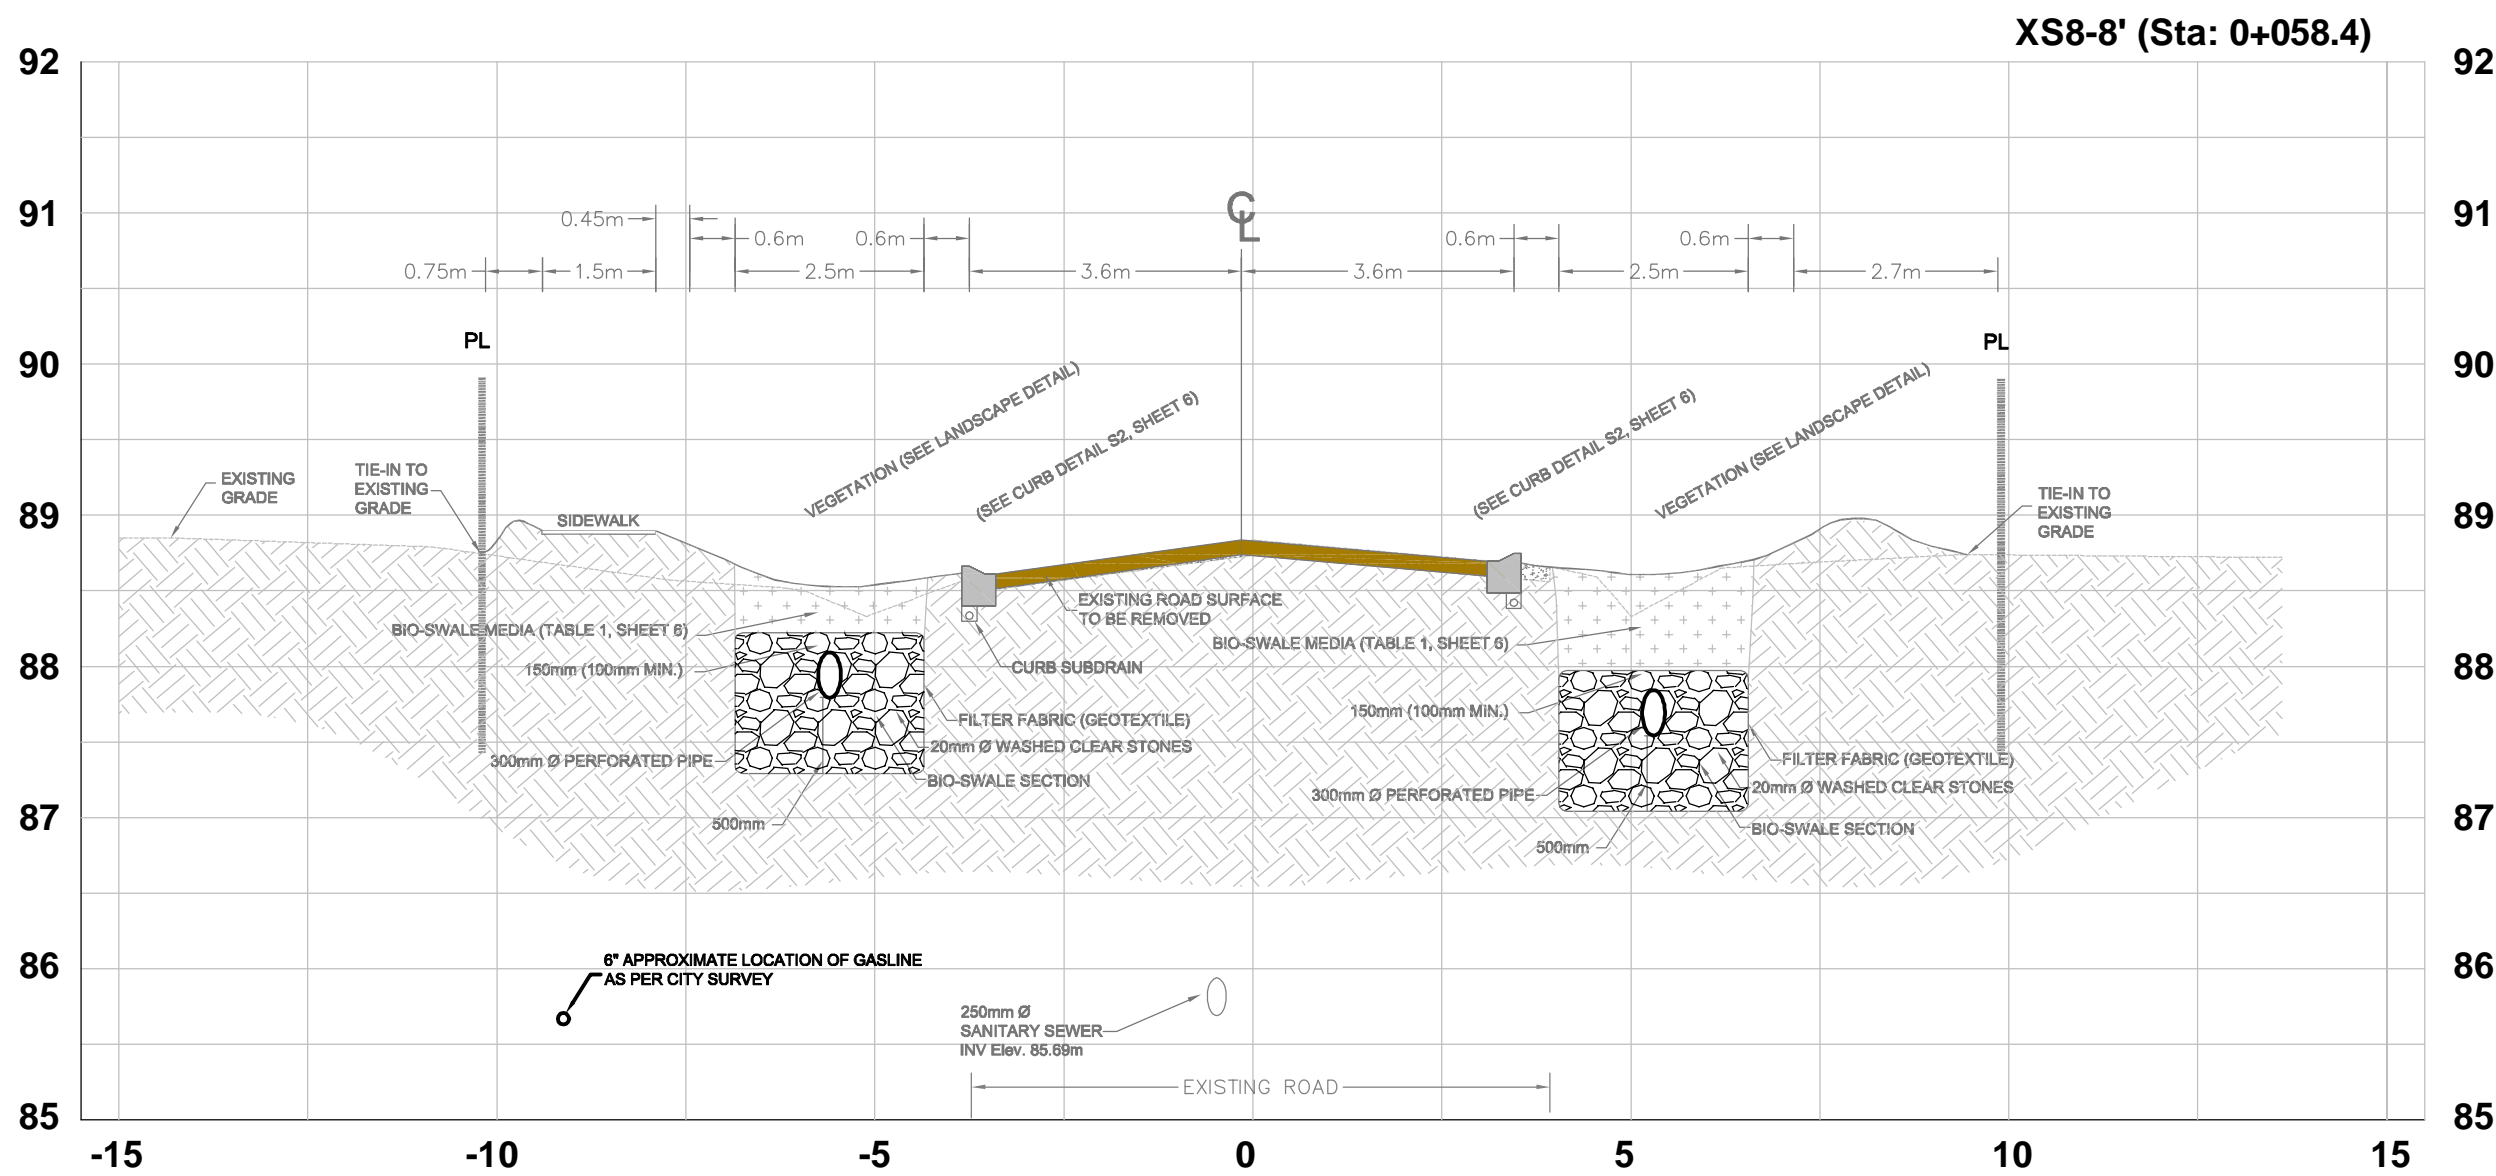 XS8-8' (Sta: 0+058.4)
92
92
91
91
90
90
89
89
88
88
87
87
86
86
85
85
-15
-10
-5
0
5
10
15
0.45m
0.6m
0.6m
0.75m
1.5m
2.5m
3.6m
CL
3.6m
0.6m
0.6m
2.5m
2.7m
PL
PL
EXISTING
GRADE
TIE-IN TO
EXISTING
GRADE
SIDEWALK
VEGETATION (SEE LANDSCAPE DETAIL)
(SEE CURB DETAIL S2, SHEET 6)
(SEE CURB DETAIL S2, SHEET 6)
VEGETATION (SEE LANDSCAPE DETAIL)
TIE-IN TO
EXISTING
GRADE
EXISTING ROAD SURFACE
TO BE REMOVED
BIO-SWALE MEDIA (TABLE 1, SHEET 6)
150mm (100mm MIN.)
CURB SUBDRAIN
FILTER FABRIC (GEOTEXTILE)
20mm Ø WASHED CLEAR STONES
300mm Ø PERFORATED PIPE
BIO-SWALE SECTION
500mm
BIO-SWALE MEDIA (TABLE 1, SHEET 6)
150mm (100mm MIN.)
FILTER FABRIC (GEOTEXTILE)
20mm Ø WASHED CLEAR STONES
300mm Ø PERFORATED PIPE
BIO-SWALE SECTION
500mm
6" APPROXIMATE LOCATION OF GASLINE
AS PER CITY SURVEY
250mm Ø
SANITARY SEWER
INV Elev. 85.69m
EXISTING ROAD